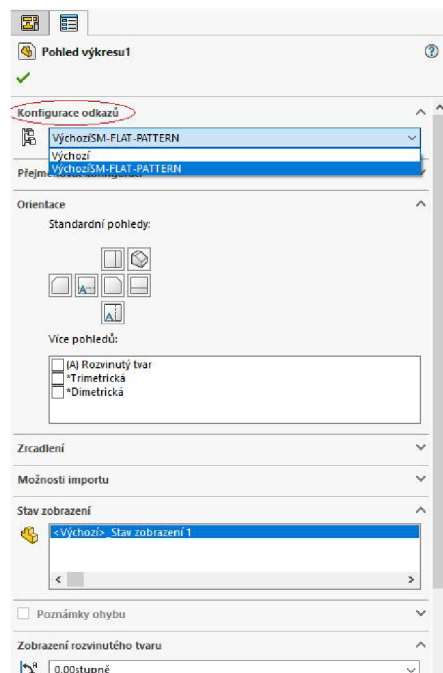 Pohled výkresu1
Konfigurace odkazů
VýchozíSM-FLAT-PATTERN
Výchozí
VýchozíSM-FLAT-PATTERN
Orientace
Standardní pohledy:
Více pohledů:
(A) Rozvinutý tvar
*Trimetrická
*Dimetrická
Zrcadlení
Možnosti importu
Stav zobrazení
<Výchozí>_Stav zobrazení 1
Poznámky ohybu
Zobrazení rozvinutého tvaru
0.00stupně